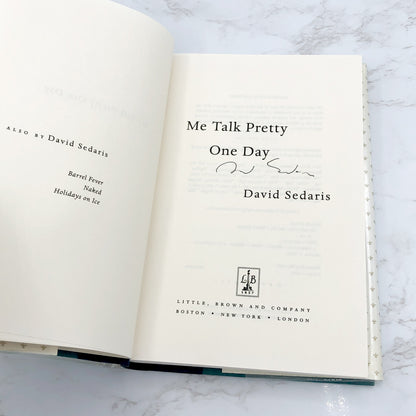 ALSO BY David Sedaris
Barrel Fever
Naked
Holidays on Ice
Me Talk Pretty
One Day
David Sedaris
L B
1837
LITTLE, BROWN AND COMPANY
BOSTON • NEW YORK • LONDON